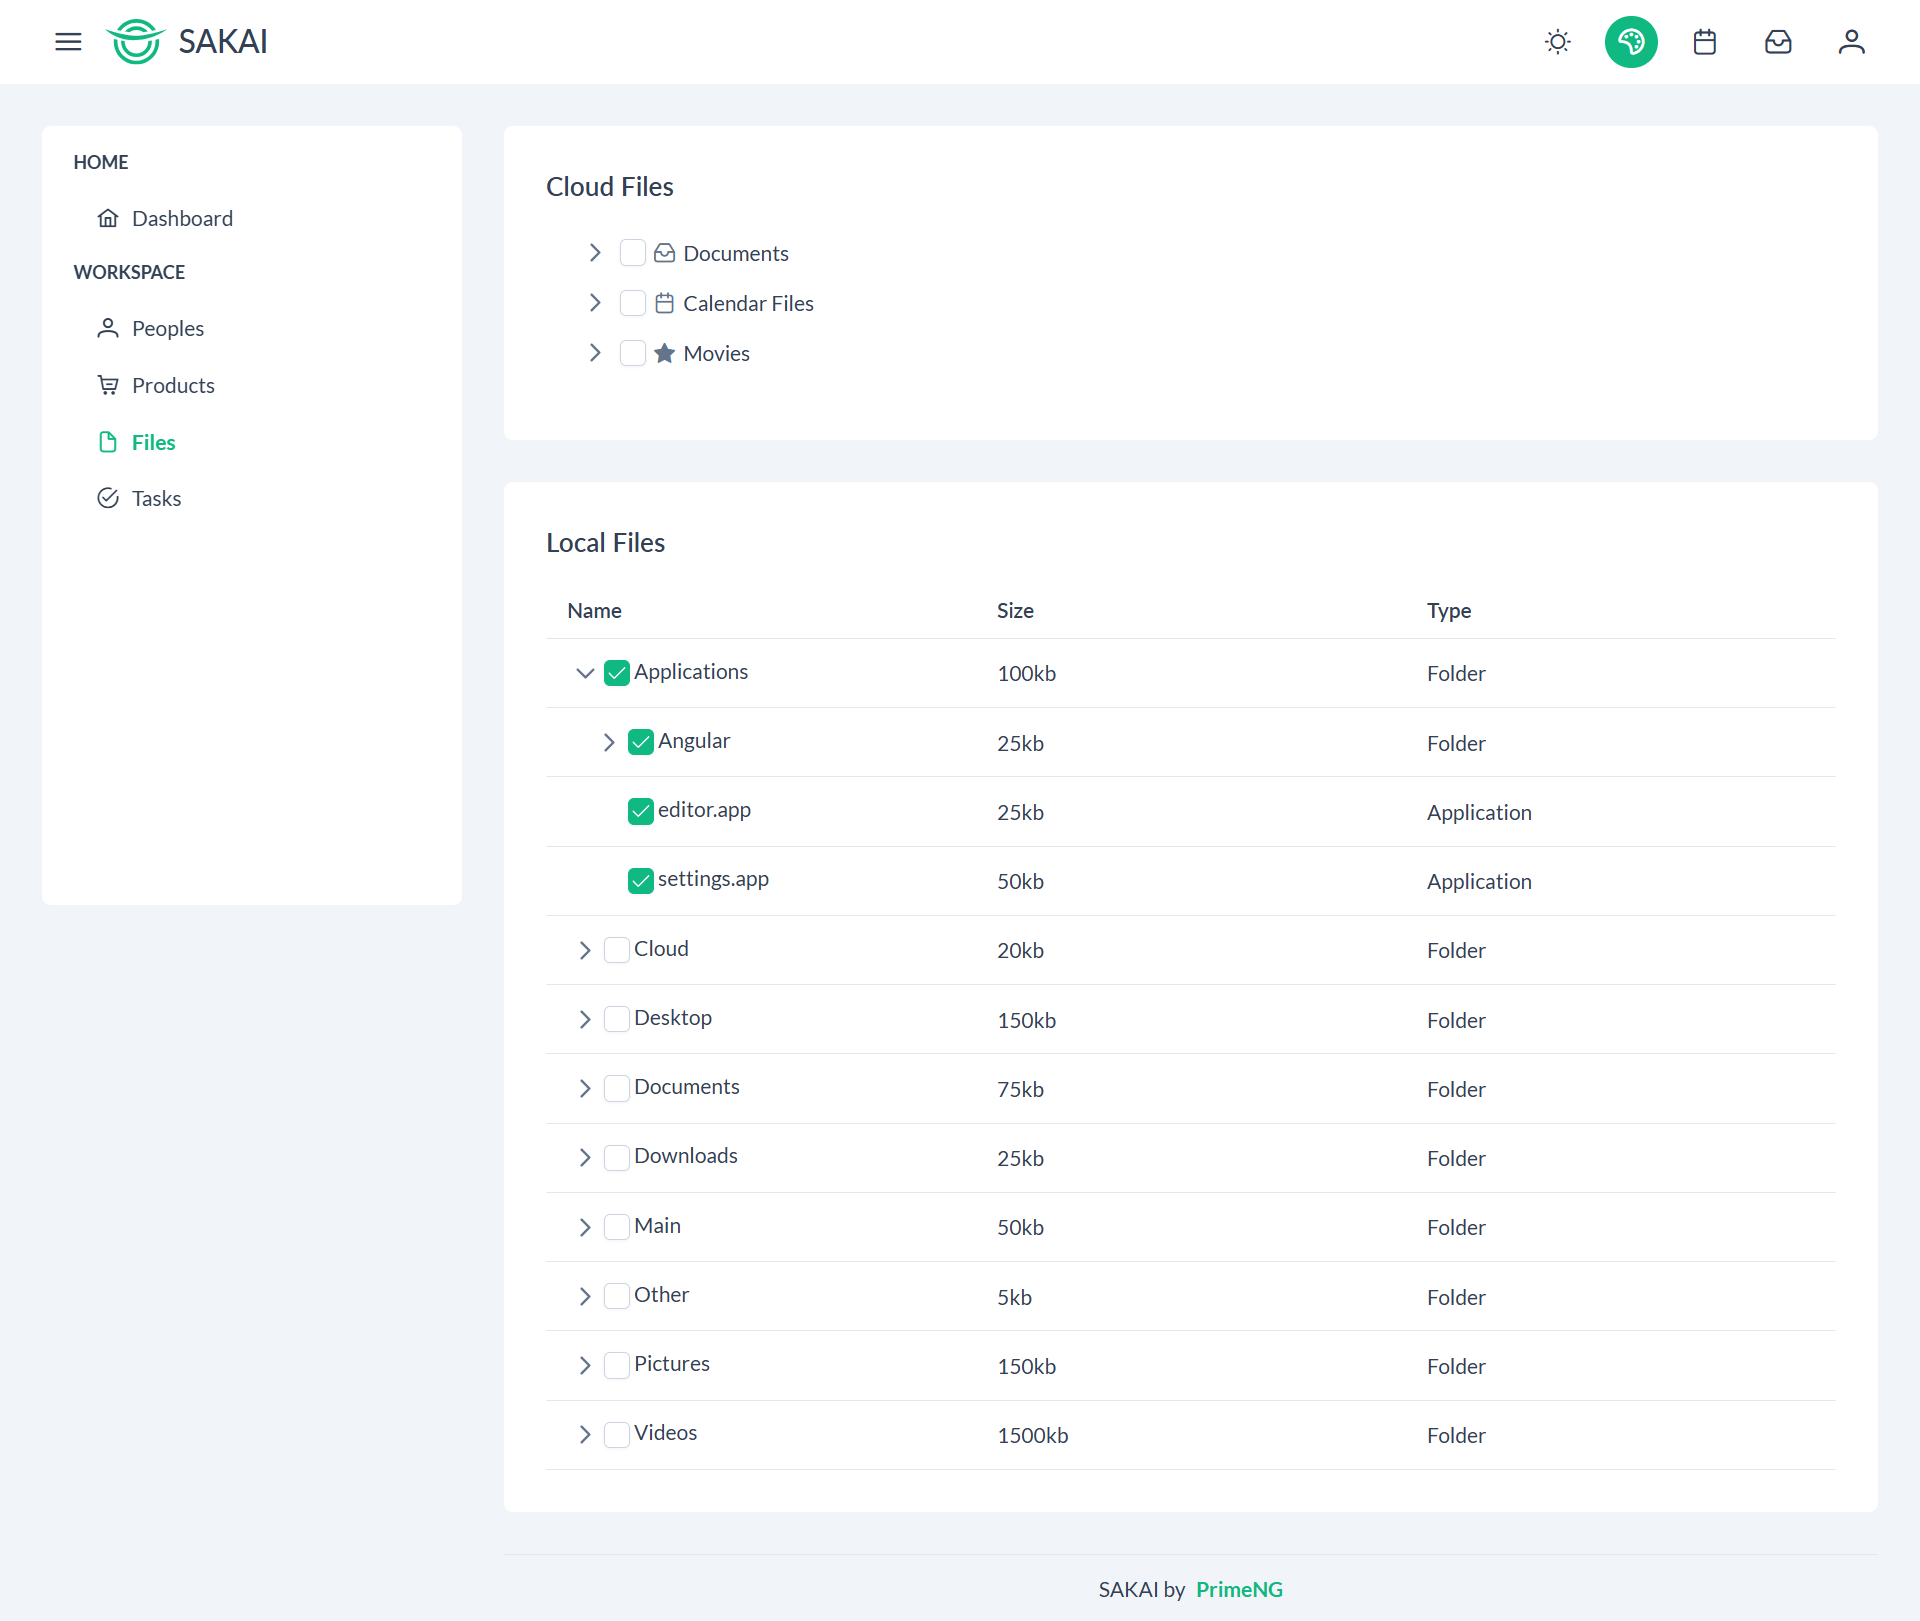 SAKAI
HOME
Dashboard
WORKSPACE
Peoples
Products
Files
Tasks
Cloud Files
Documents
Calendar Files
Movies
Local Files
Name Size Type
Applications 100kb Folder
Angular 25kb Folder
editor.app 25kb Application
settings.app 50kb Application
Cloud 20kb Folder
Desktop 150kb Folder
Documents 75kb Folder
Downloads 25kb Folder
Main 50kb Folder
Other 5kb Folder
Pictures 150kb Folder
Videos 1500kb Folder
SAKAI by PrimeNG